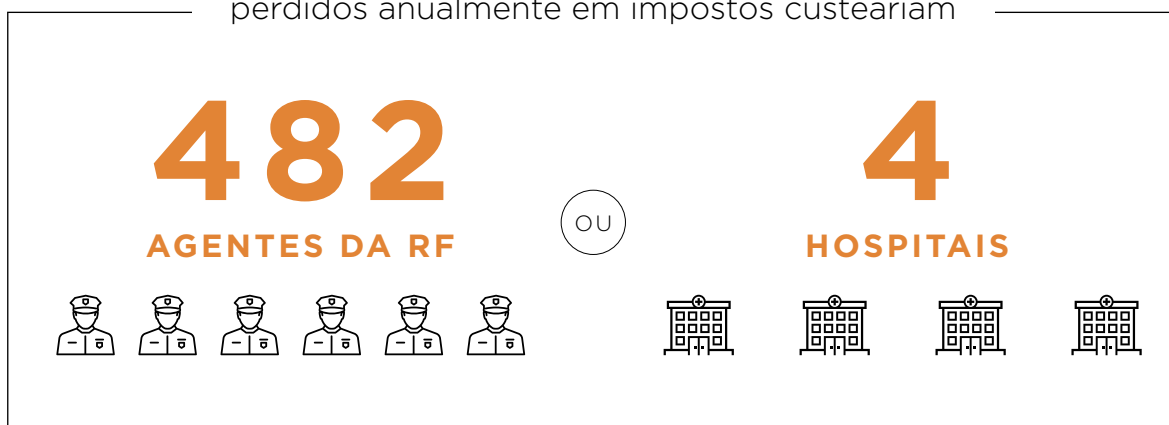 perdidos anualmente em impostos custeariam
482
AGENTES DA RF
OU
4
HOSPITAIS